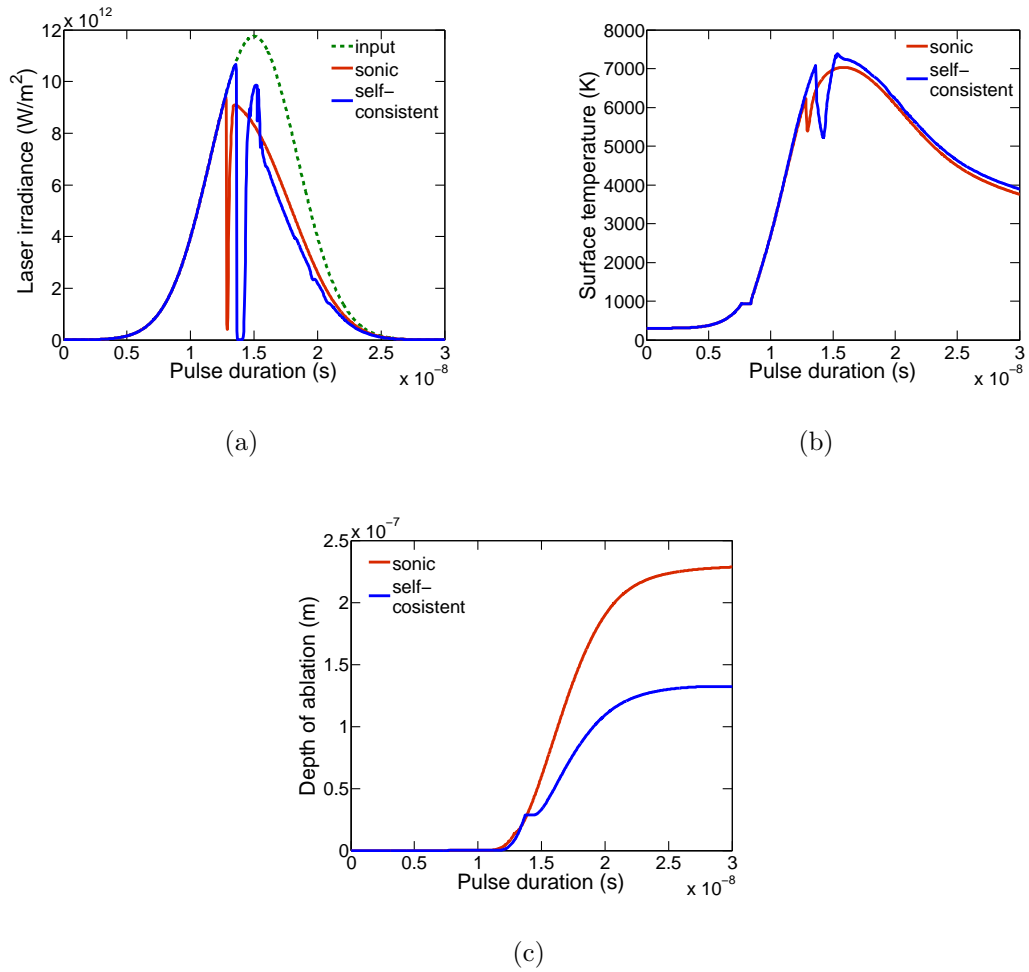 x 10^12
12
10
8
6
4
2
0
Laser irradiance (W/m^2)
input
sonic
self−
consistent
0 0.5 1 1.5 2 2.5 3
Pulse duration (s)
x 10^−8
(a)
8000
7000
6000
5000
4000
3000
2000
1000
0
Surface temperature (K)
sonic
self−
consistent
0 0.5 1 1.5 2 2.5 3
Pulse duration (s)
x 10^−8
(b)
x 10^−7
2.5
2
1.5
1
0.5
0
Depth of ablation (m)
sonic
self−
cosistent
0 0.5 1 1.5 2 2.5 3
Pulse duration (s)
x 10^−8
(c)